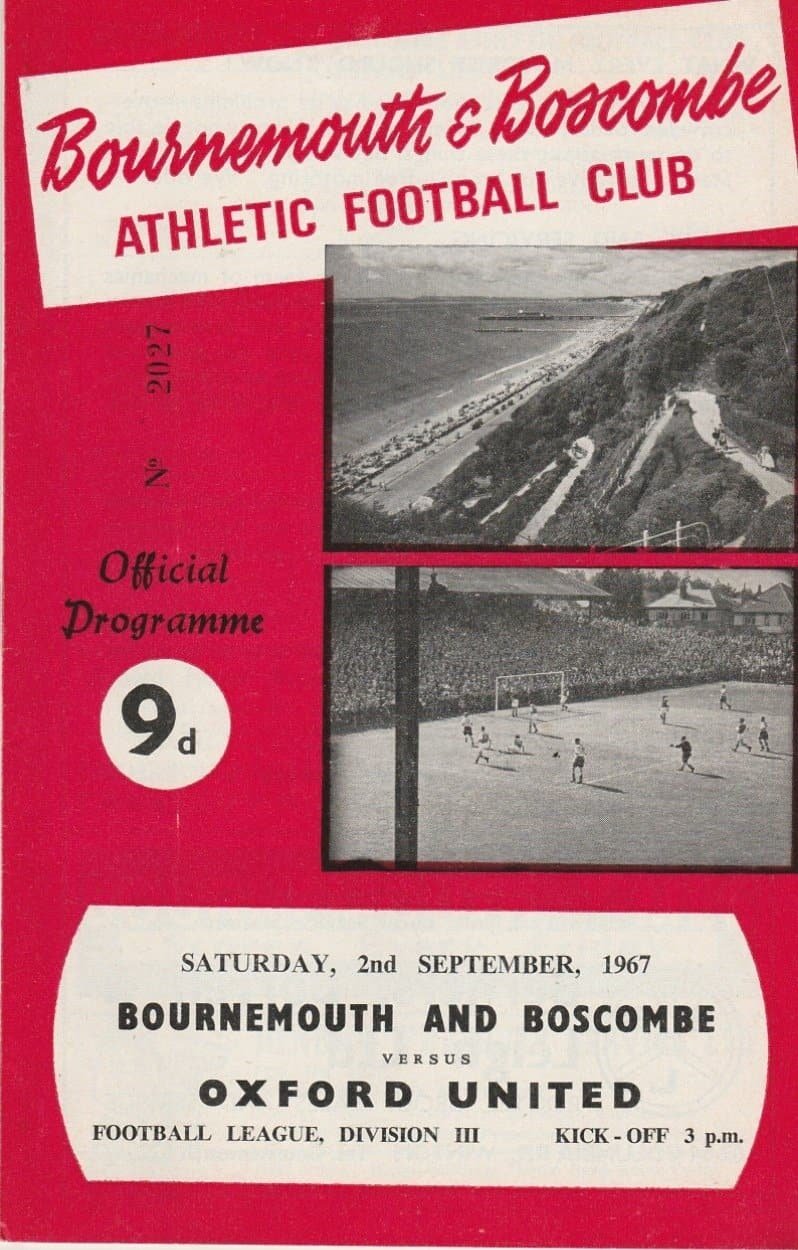 Bournemouth & Boscombe
ATHLETIC FOOTBALL CLUB
Nº 2027
Official
Programme
9d
SATURDAY, 2nd SEPTEMBER, 1967
BOURNEMOUTH AND BOSCOMBE
VERSUS
OXFORD UNITED
FOOTBALL LEAGUE, DIVISION III KICK - OFF 3 p.m.